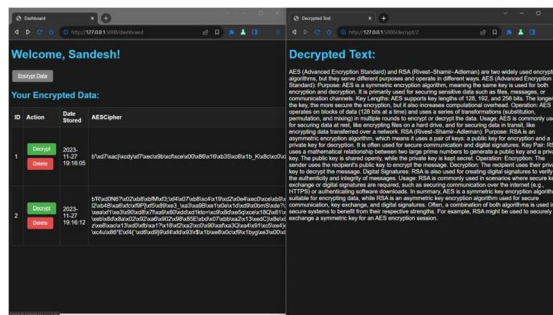 Dashboard
http://127.0.0.1:5000/dashboard
Welcome, Sandesh!
Encrypt Data
Your Encrypted Data:
ID Action Date Stored AESCipher
1 Decrypt Delete 2023-11-27 19:16:05
2 Decrypt Delete 2023-11-27 19:16:12
Decrypted Text
http://127.0.0.1:5000/decrypt/2
Decrypted Text:
AES (Advanced Encryption Standard) and RSA (Rivest–Shamir–Adleman) are two widely used encrypt
algorithms, but they serve different purposes and operate in different ways. AES (Advanced Encryption
Standard): Purpose: AES is a symmetric encryption algorithm, meaning the same key is used for both
encryption and decryption. It is primarily used for securing sensitive data such as files, messages, or
communication channels. Key Lengths: AES supports key lengths of 128, 192, and 256 bits. The longer
the key, the more secure the encryption, but it also increases computational overhead. Operation: AES
operates on blocks of data (128 bits at a time) and uses a series of transformations (substitution,
permutation, and mixing) in multiple rounds to encrypt or decrypt the data. Usage: AES is commonly use
for securing data at rest, like encrypting files on a hard drive, and for securing data in transit, like
encrypting data transferred over a network. RSA (Rivest–Shamir–Adleman): Purpose: RSA is an
asymmetric encryption algorithm, which means it uses a pair of keys: a public key for encryption and a
private key for decryption. It is often used for secure communication and digital signatures. Key Pair: RS
uses a mathematical relationship between two large prime numbers to generate a public key and a priva
key. The public key is shared openly, while the private key is kept secret. Operation: Encryption: The
sender uses the recipient's public key to encrypt the message. Decryption: The recipient uses their priva
key to decrypt the message. Digital Signatures: RSA is also used for creating digital signatures to verify
the authenticity and integrity of messages. Usage: RSA is commonly used in scenarios where secure ke
exchange or digital signatures are required, such as securing communication over the internet (e.g.,
HTTPS) or authenticating software downloads. In summary, AES is a symmetric key encryption algorith
suitable for encrypting data, while RSA is an asymmetric key encryption algorithm used for secure
communication, key exchange, and digital signatures. Often, a combination of both algorithms is used in
secure systems to benefit from their respective strengths. For example, RSA might be used to securely
exchange a symmetric key for an AES encryption session.